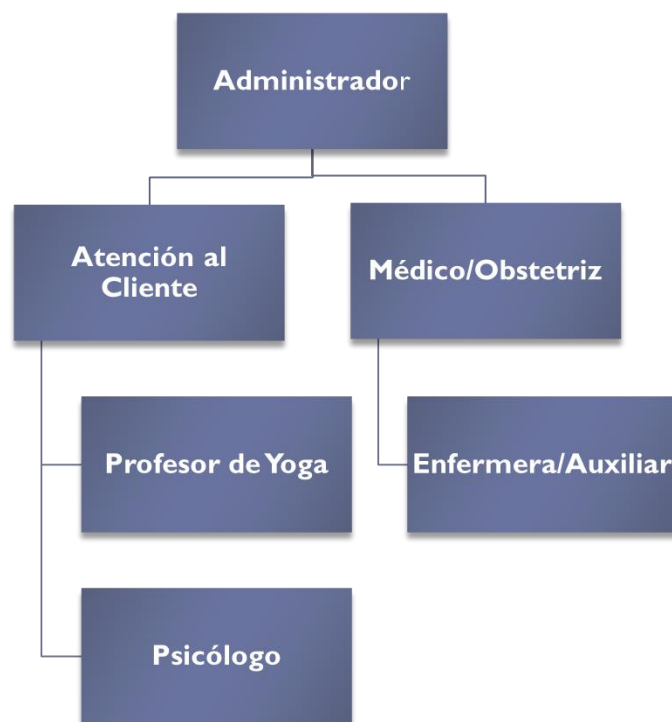 Administrador
Atención al
Cliente
Médico/Obstetriz
Profesor de Yoga
Enfermera/Auxiliar
Psicólogo